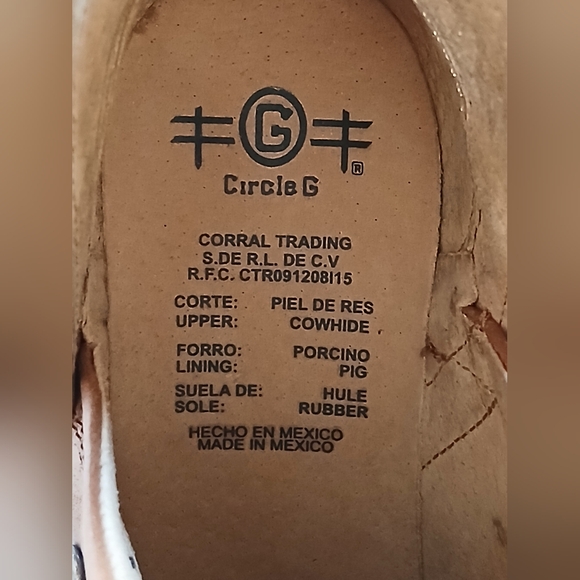 G
®
Circle G
CORRAL TRADING
S.DE R.L. DE C.V
R.F.C. CTR091208I15
CORTE: PIEL DE RES
UPPER: COWHIDE
FORRO: PORCINO
LINING: PIG
SUELA DE: HULE
SOLE: RUBBER
HECHO EN MEXICO
MADE IN MEXICO